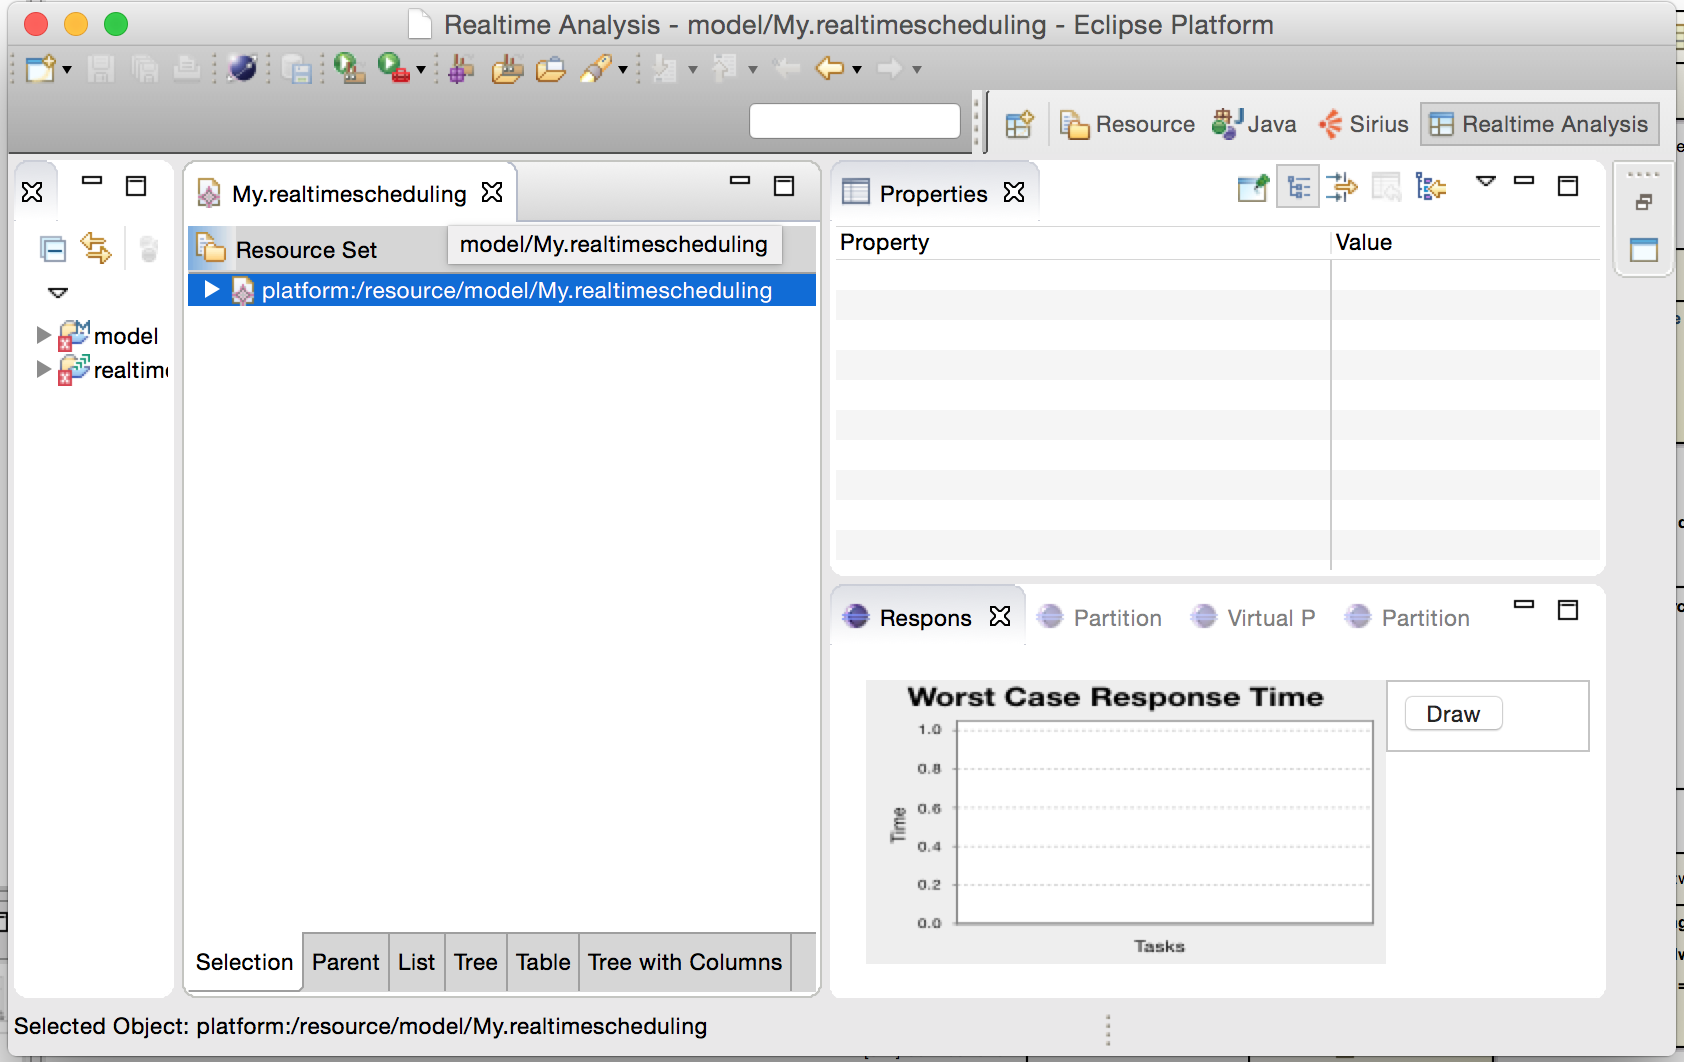 Realtime Analysis - model/My.realtimescheduling - Eclipse Platform
Resource Java Sirius Realtime Analysis
My.realtimescheduling
Resource Set
model/My.realtimescheduling
platform:/resource/model/My.realtimescheduling
model
realtim
Selection Parent List Tree Table Tree with Columns
Properties
Property Value
Respons Partition Virtual P Partition
Worst Case Response Time
Draw
1.0
0.8
0.6
0.4
0.2
0.0
Time
Tasks
Selected Object: platform:/resource/model/My.realtimescheduling